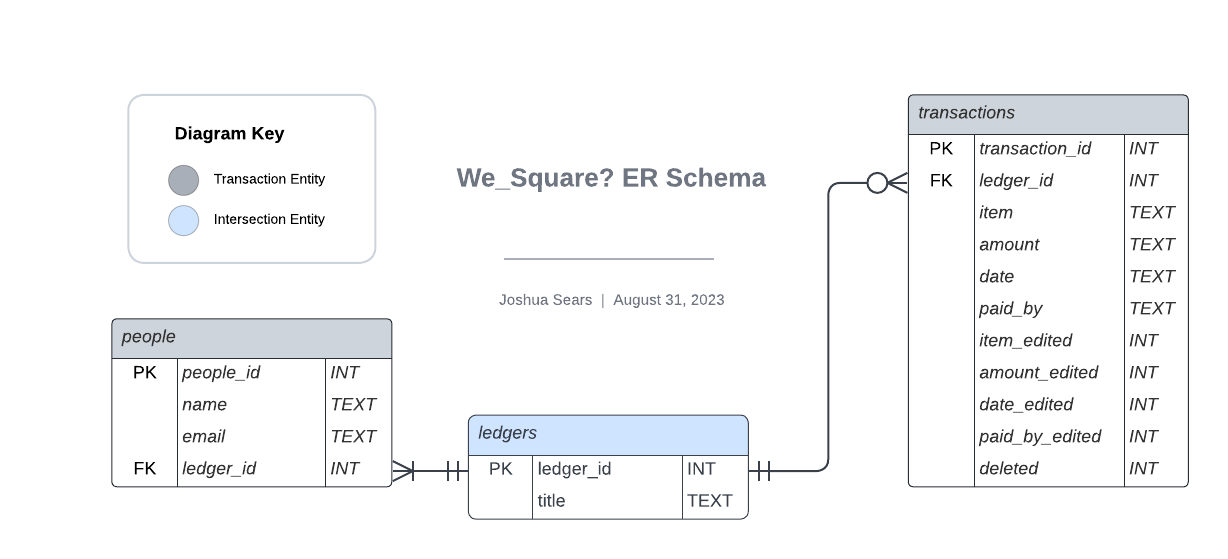 Diagram Key
Transaction Entity
Intersection Entity
We_Square? ER Schema
Joshua Sears | August 31, 2023
people
PK people_id INT
name TEXT
email TEXT
FK ledger_id INT
ledgers
PK ledger_id INT
title TEXT
transactions
PK transaction_id INT
FK ledger_id INT
item TEXT
amount TEXT
date TEXT
paid_by TEXT
item_edited INT
amount_edited INT
date_edited INT
paid_by_edited INT
deleted INT